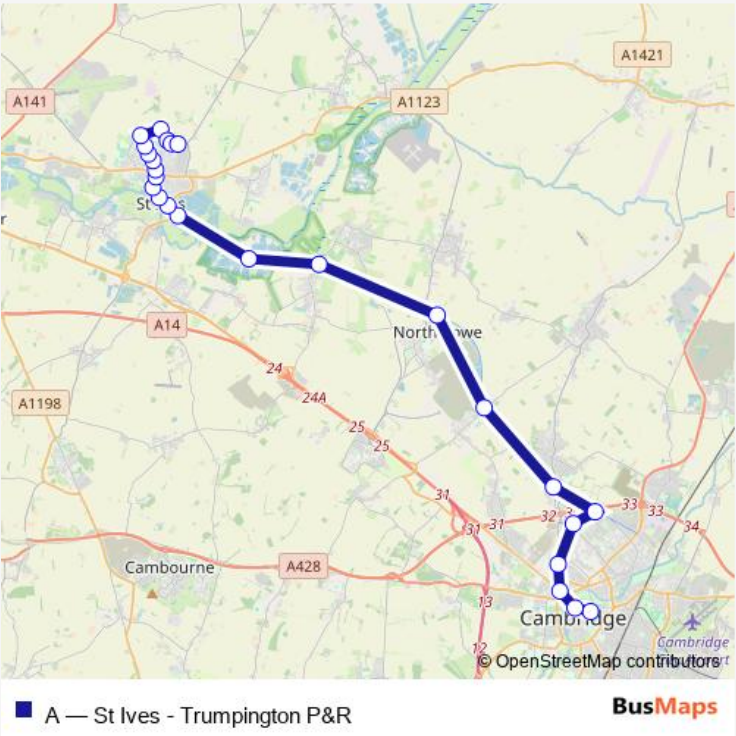 A1421
A141
A1123
St Ives
r
A14
Northstowe
24
24A
A1198
25
25
31
31
31
32
33
33
34
A428
Cambourne
13
Cambridge
12
Cambridge
© OpenStreetMap contributors
A — St Ives - Trumpington P&R
BusMaps